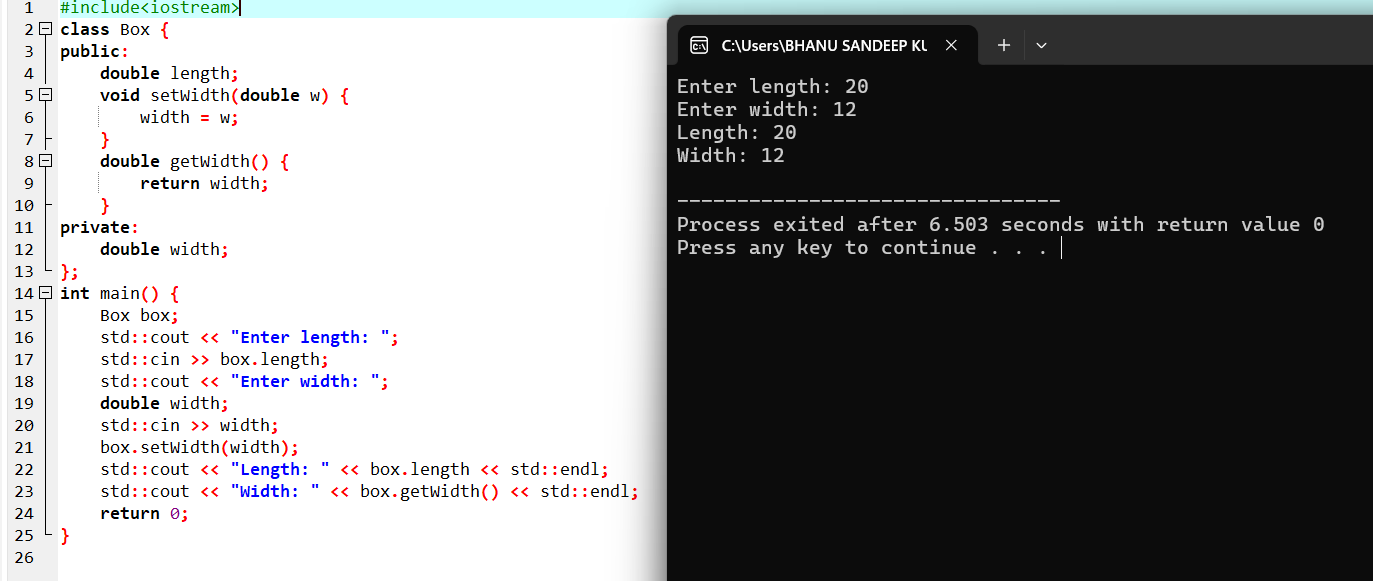 1 #include<iostream>
2 class Box {
3 public:
4     double length;
5     void setWidth(double w) {
6         width = w;
7     }
8     double getWidth() {
9         return width;
10     }
11 private:
12     double width;
13 };
14 int main() {
15     Box box;
16     std::cout << "Enter length: ";
17     std::cin >> box.length;
18     std::cout << "Enter width: ";
19     double width;
20     std::cin >> width;
21     box.setWidth(width);
22     std::cout << "Length: " << box.length << std::endl;
23     std::cout << "Width: " << box.getWidth() << std::endl;
24     return 0;
25 }
26
C:\Users\BHANU SANDEEP
Enter length: 20
Enter width: 12
Length: 20
Width: 12
--------------------------------
Process exited after 6.503 seconds with return value 0
Press any key to continue . . .